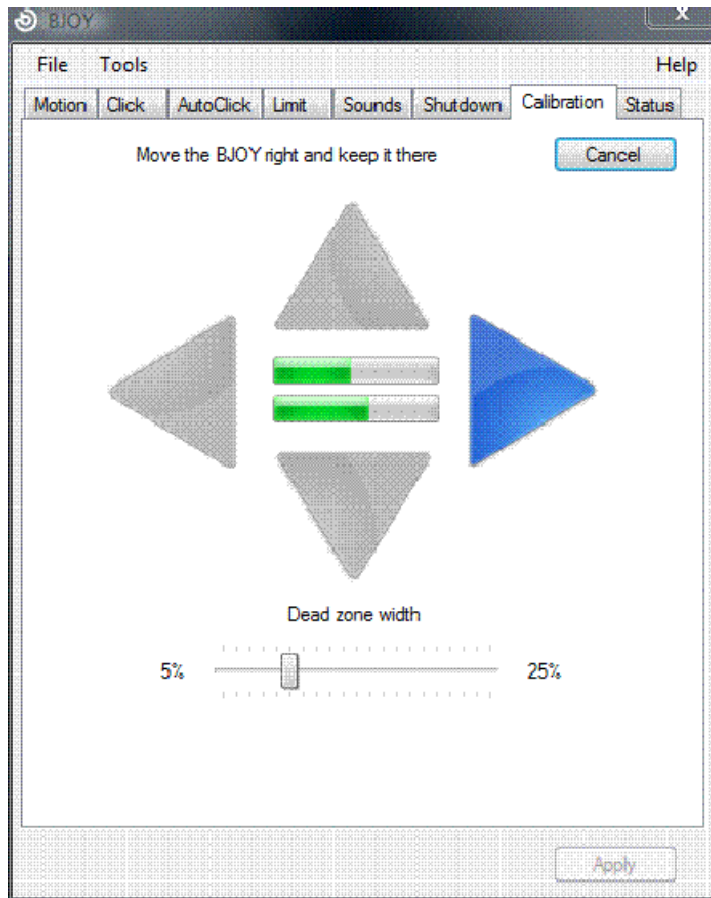 BJOY
File Tools Help
Motion Click AutoClick Limit Sounds Shutdown Calibration Status
Move the BJOY right and keep it there Cancel
Dead zone width
5% 25%
Apply